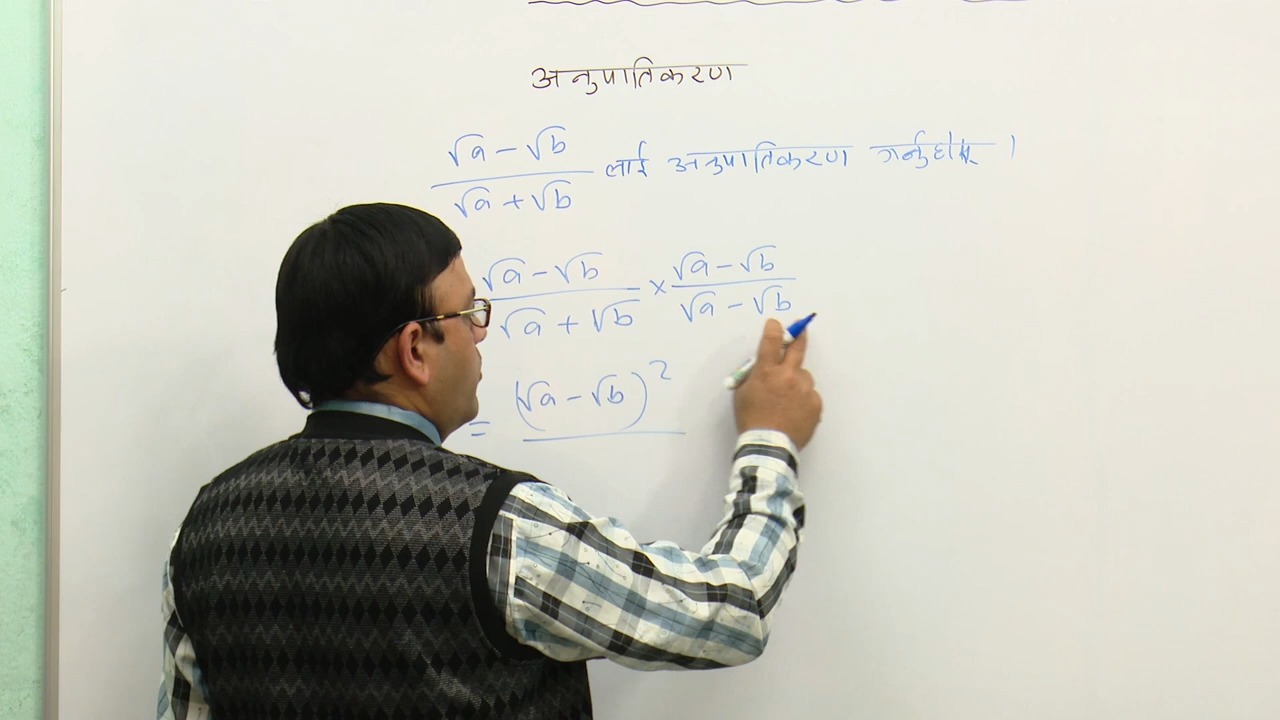 अनुपातिकरण
√a - √b / √a + √b लाई अनुपातिकरण गर्नुहोस् ।
√a - √b / √a + √b × √a - √b / √a - √b
= (√a - √b)²